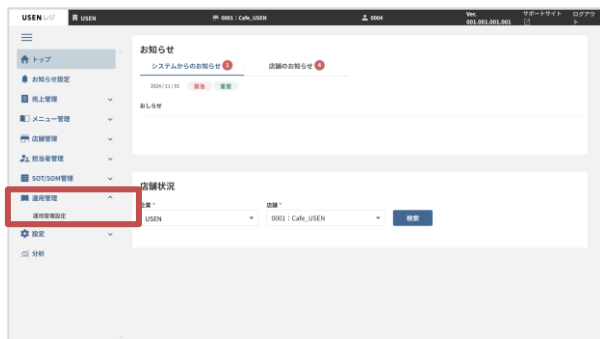 USENレジ USEN 0001：Cafe_USEN 0004 Ver. 001.001.001.001 サポートサイト ログアウト
トップ
お知らせ設定
売上管理
メニュー管理
店舗管理
担当者管理
SOT/SOM管理
運用管理
運用管理設定
設定
分析
お知らせ
システムからのお知らせ 1 店舗のお知らせ 4
2024/11/01 緊急 重要
おしらせ
店舗状況
企業* 店舗*
USEN 0001：Cafe_USEN 検索